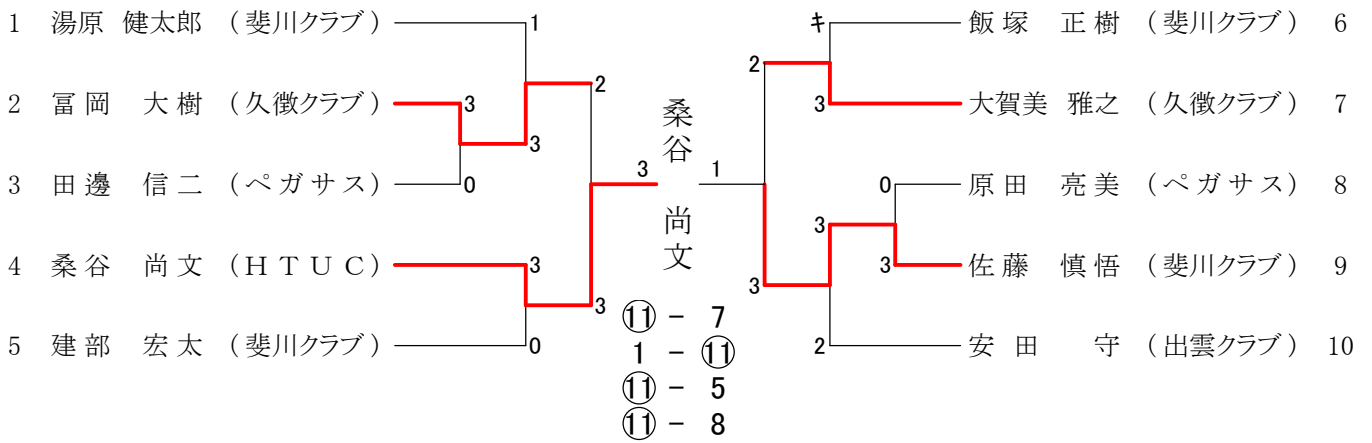 1 湯原 健太郎 (斐川クラブ) 1
2 冨岡 大樹 (久徴クラブ) 3
2
3
3 田邊 信二 (ペガサス) 0
4 桑谷 尚文 (HTUC) 3
3
5 建部 宏太 (斐川クラブ) 0
3
桑谷 尚文
1
⑪ - 7
1 - ⑪
⑪ - 5
⑪ - 8
キ 飯塚 正樹 (斐川クラブ) 6
2
3 大賀美 雅之 (久徴クラブ) 7
0 原田 亮美 (ペガサス) 8
3
3 佐藤 慎悟 (斐川クラブ) 9
3
2 安田 守 (出雲クラブ) 10